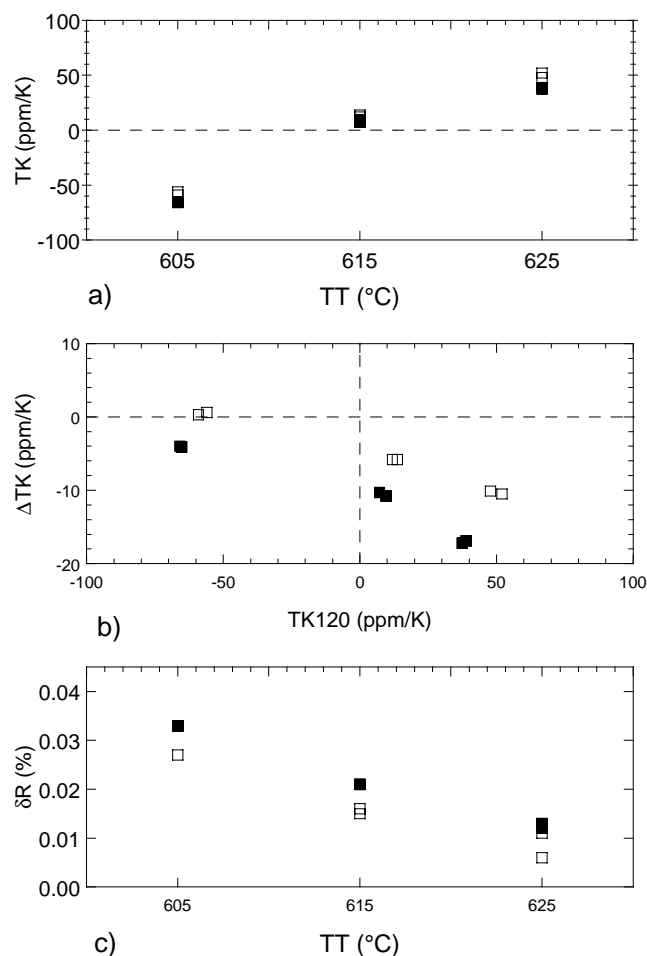 100
50
0
-50
-100
TK (ppm/K)
605 615 625
a) TT (°C)
10
0
-10
-20
ΔTK (ppm/K)
-100 -50 0 50 100
b) TK120 (ppm/K)
0.04
0.03
0.02
0.01
0.00
δR (%)
605 615 625
c) TT (°C)